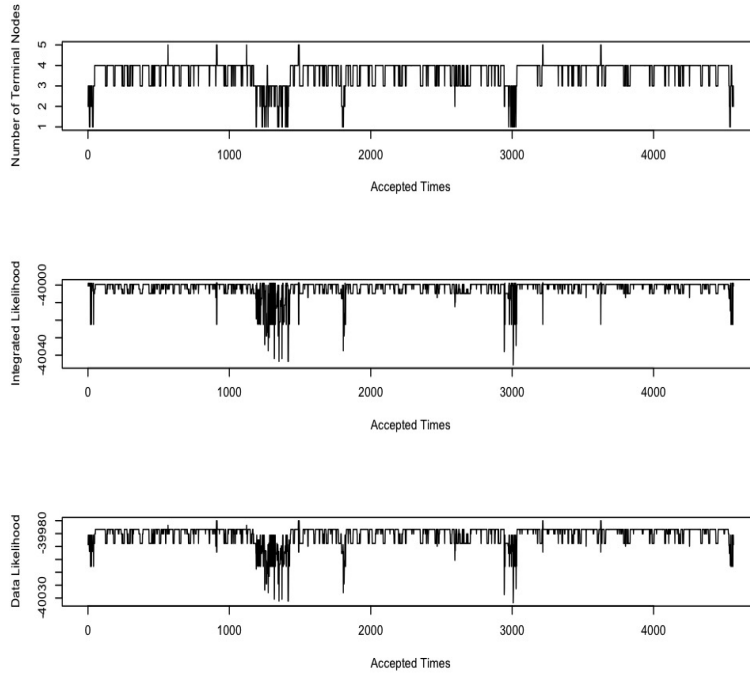 Number of Terminal Nodes
5
4
3
2
1
0 1000 2000 3000 4000
Accepted Times
Integrated Likelihood
-40000
-40040
0 1000 2000 3000 4000
Accepted Times
Data Likelihood
-39980
-40030
0 1000 2000 3000 4000
Accepted Times